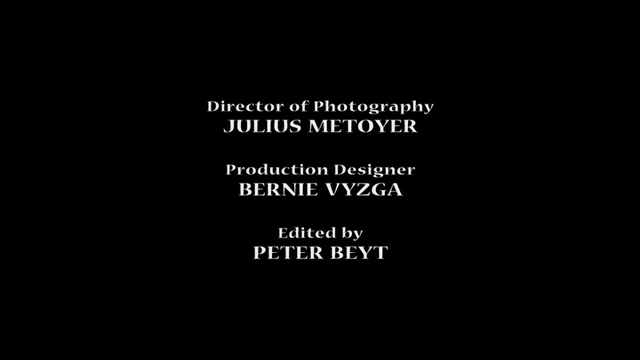 Director of Photography
JULIUS METOYER
Production Designer
BERNIE VYZGA
Edited by
PETER BEYT